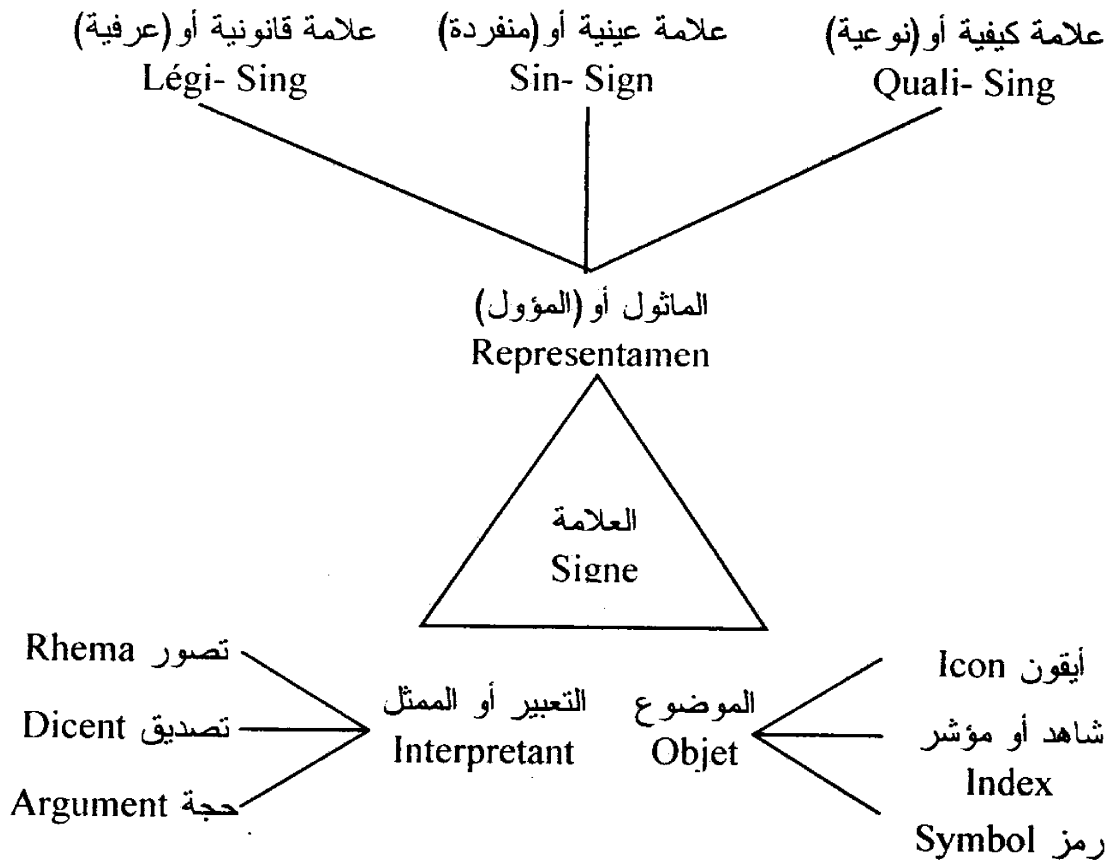 علامة كيفية أو (نوعية)
Quali- Sing
علامة عينية أو (منفردة)
Sin- Sign
علامة قانونية أو (عرفية)
Légi- Sing
الماثول أو (المؤول)
Representamen
العلامة
Signe
أيقون Icon
شاهد أو مؤشر
Index
رمز Symbol
الموضوع
Objet
التعبير أو الممثل
Interpretant
تصور Rhema
تصديق Dicent
حجة Argument